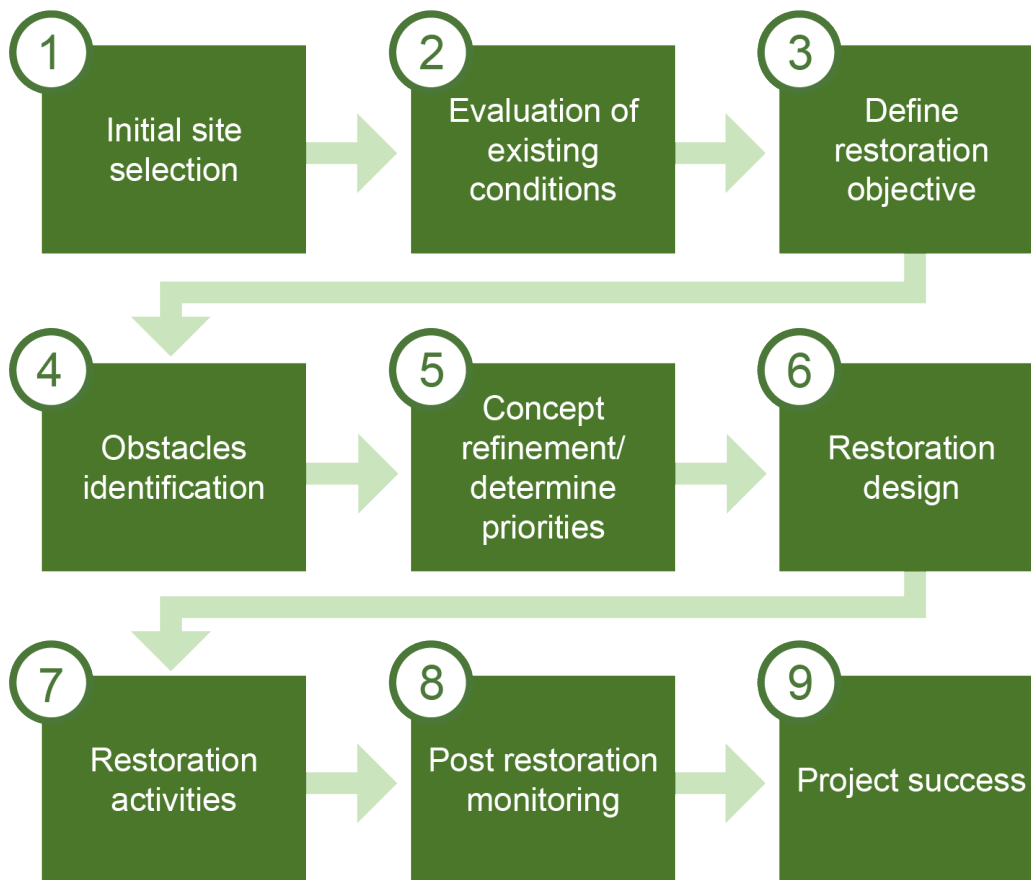 1
Initial site
selection
2
Evaluation of
existing
conditions
3
Define
restoration
objective
4
Obstacles
identification
5
Concept
refinement/
determine
priorities
6
Restoration
design
7
Restoration
activities
8
Post restoration
monitoring
9
Project success